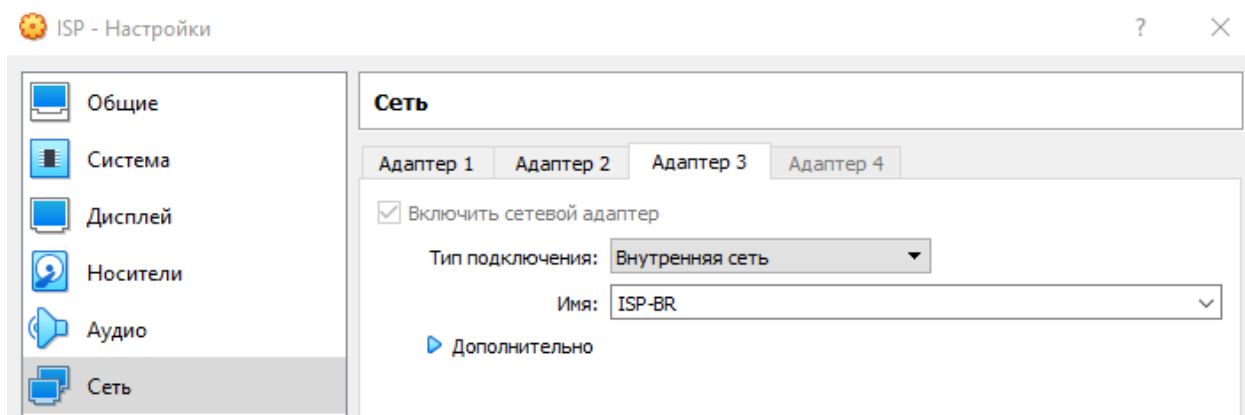 ISP - Настройки ? ×
Общие
Система
Дисплей
Носители
Аудио
Сеть
Сеть
Адаптер 1 Адаптер 2 Адаптер 3 Адаптер 4
Включить сетевой адаптер
Тип подключения: Внутренняя сеть
Имя: ISP-BR
Дополнительно